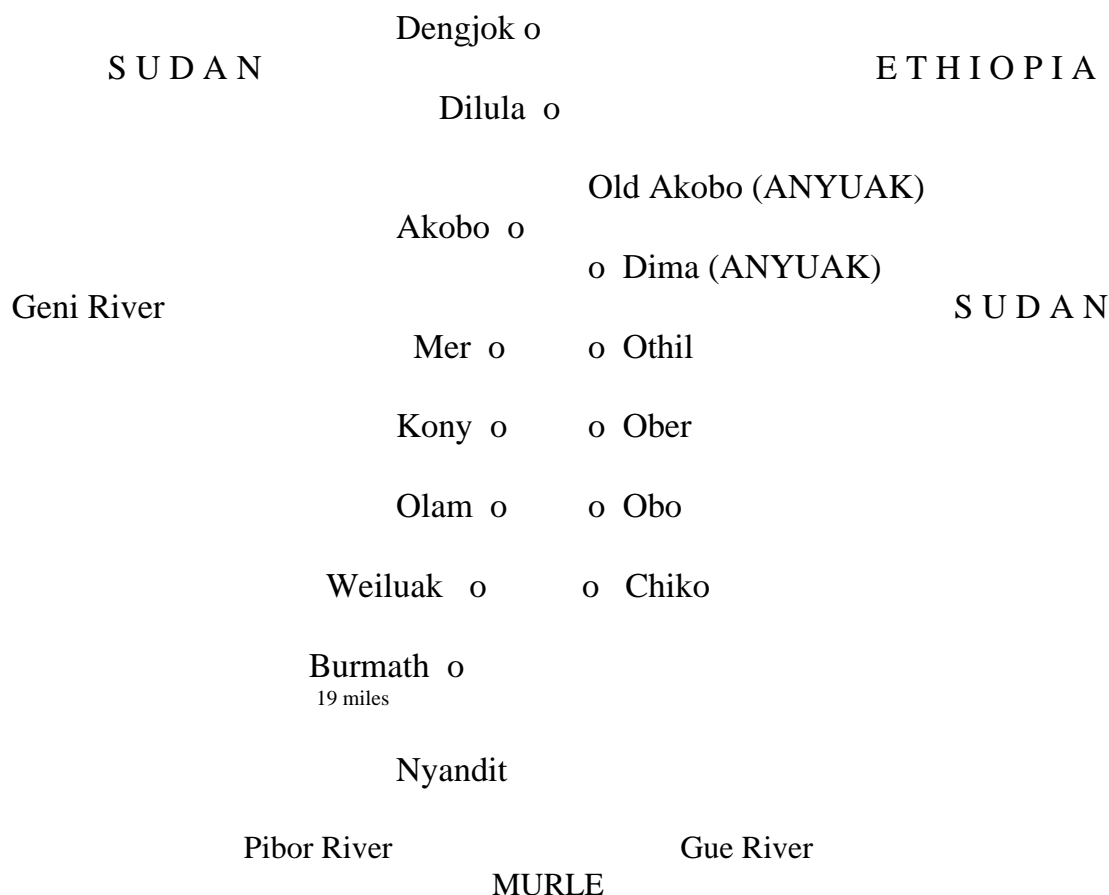 Dengjok o
S U D A N E T H I O P I A
Dilula o
Old Akobo (ANYUAK)
Akobo o
o Dima (ANYUAK)
Geni River S U D A N
Mer o o Othil
Kony o o Ober
Olam o o Obo
Weiluak o o Chiko
Burmath o
19 miles
Nyandit
Pibor River Gue River
MURLE